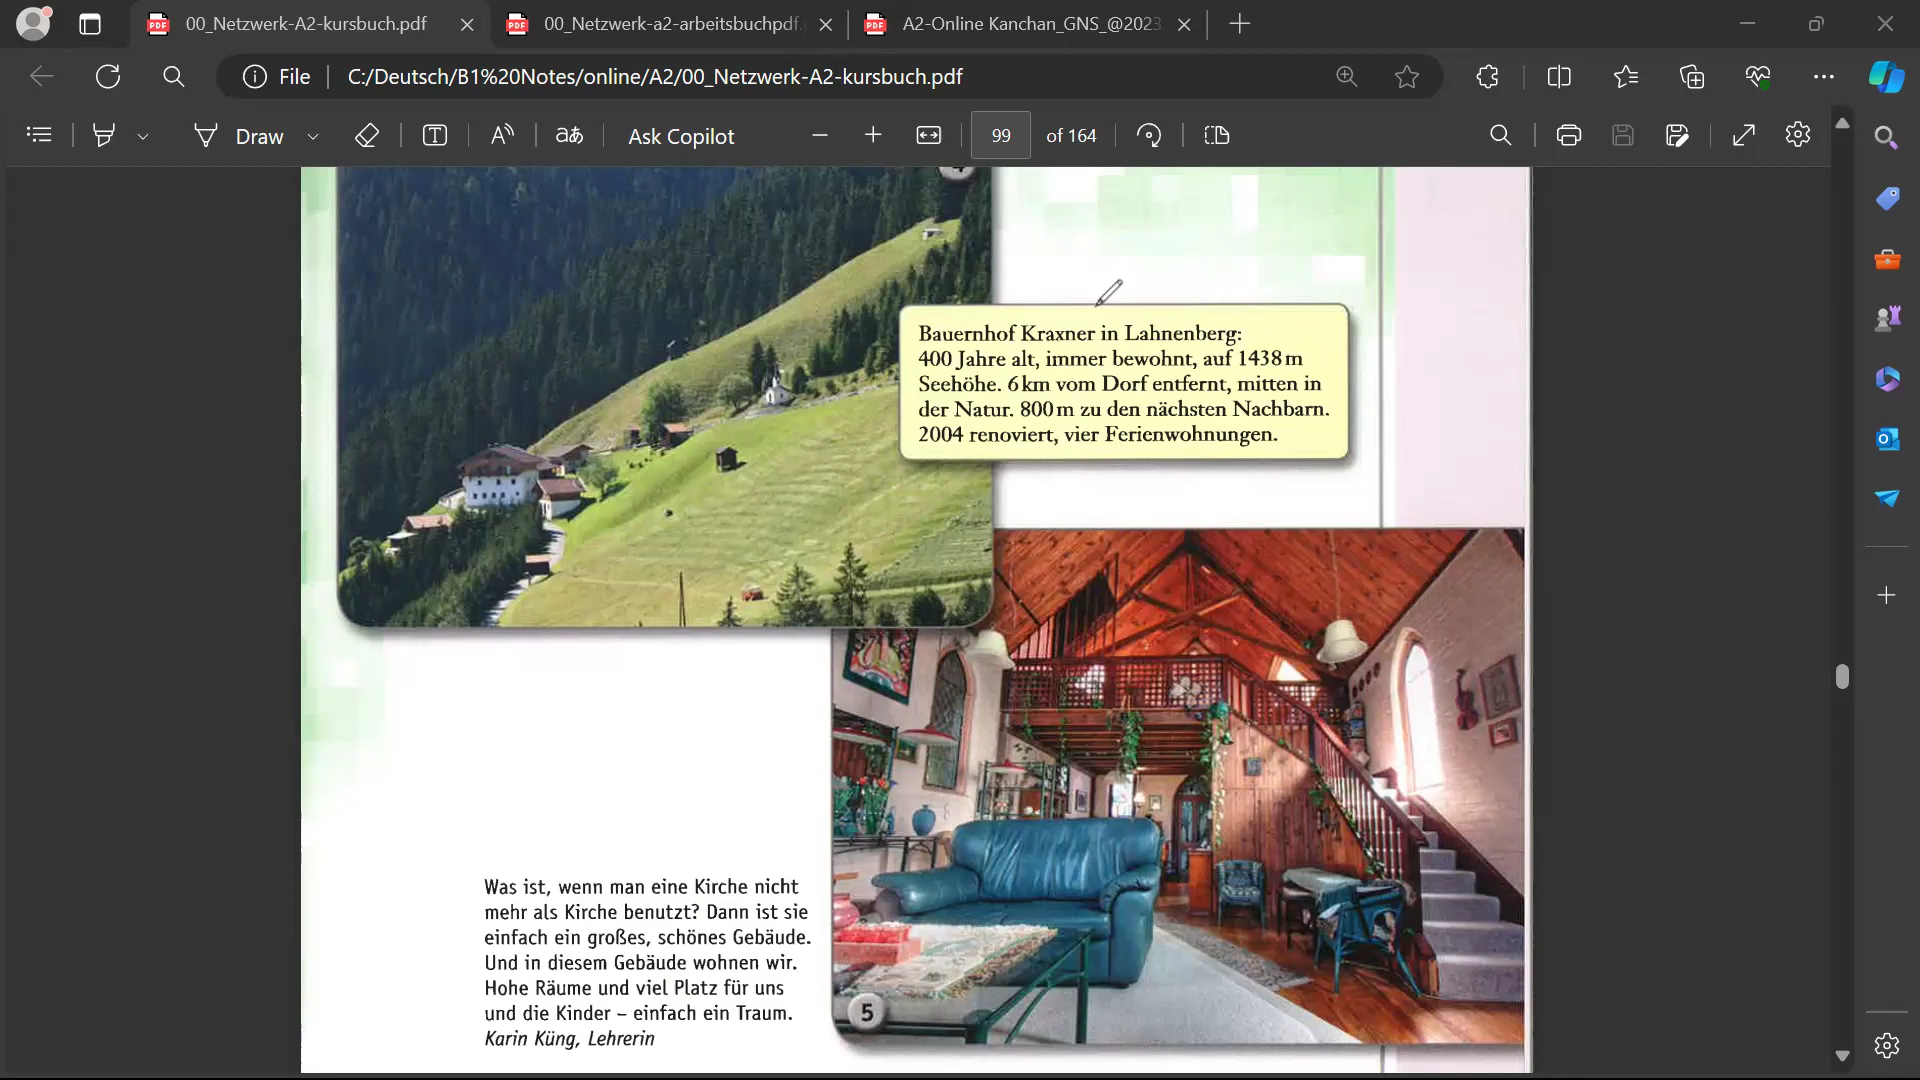 00_Netzwerk-A2-kursbuch.pdf
00_Netzwerk-a2-arbeitsbuchpdf.
A2-Online Kanchan_GNS_@2023
File
C:/Deutsch/B1%20Notes/online/A2/00_Netzwerk-A2-kursbuch.pdf
Draw
Ask Copilot
99 of 164
Bauernhof Kraxner in Lahnenberg:
400 Jahre alt, immer bewohnt, auf 1438 m
Seehöhe. 6 km vom Dorf entfernt, mitten in
der Natur. 800 m zu den nächsten Nachbarn.
2004 renoviert, vier Ferienwohnungen.
Was ist, wenn man eine Kirche nicht
mehr als Kirche benutzt? Dann ist sie
einfach ein großes, schönes Gebäude.
Und in diesem Gebäude wohnen wir.
Hohe Räume und viel Platz für uns
und die Kinder – einfach ein Traum.
Karin Küng, Lehrerin
5